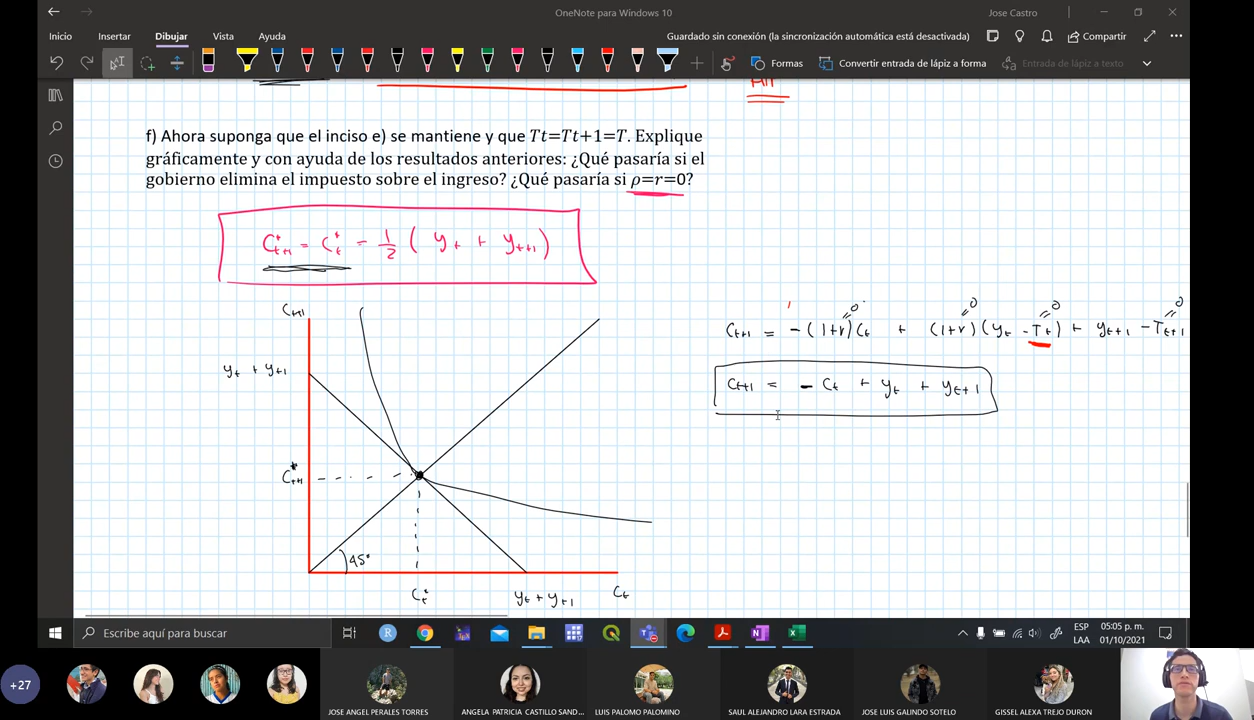 OneNote para Windows 10
Jose Castro
Inicio Insertar Dibujar Vista Ayuda
Guardado sin conexión (la sincronización automática está desactivada)
Compartir
Formas
Convertir entrada de lápiz a forma
Entrada de lápiz a texto
All
f) Ahora suponga que el inciso e) se mantiene y que Tt=Tt+1=T. Explique
gráficamente y con ayuda de los resultados anteriores: ¿Qué pasaría si el
gobierno elimina el impuesto sobre el ingreso? ¿Qué pasaría si ρ=r=0?
C*t+1 = C*t = 1/2 ( yt + yt+1 )
Ct+1
=0 =0 =0 =0
Ct+1 = -(1+r)Ct + (1+r)(yt -Tt) + yt+1 -Tt+1
yt + yt+1
Ct+1 = - Ct + yt + yt+1
C*t+1
45°
C*t
yt + yt+1
Ct
Escribe aquí para buscar
ESP
LAA
05:05 p. m.
01/10/2021
+27
JOSE ANGEL PERALES TORRES
ANGELA PATRICIA CASTILLO SAND...
LUIS PALOMO PALOMINO
SAUL ALEJANDRO LARA ESTRADA
JOSE LUIS GALINDO SOTELO
GISSEL ALEXA TREJO DURON